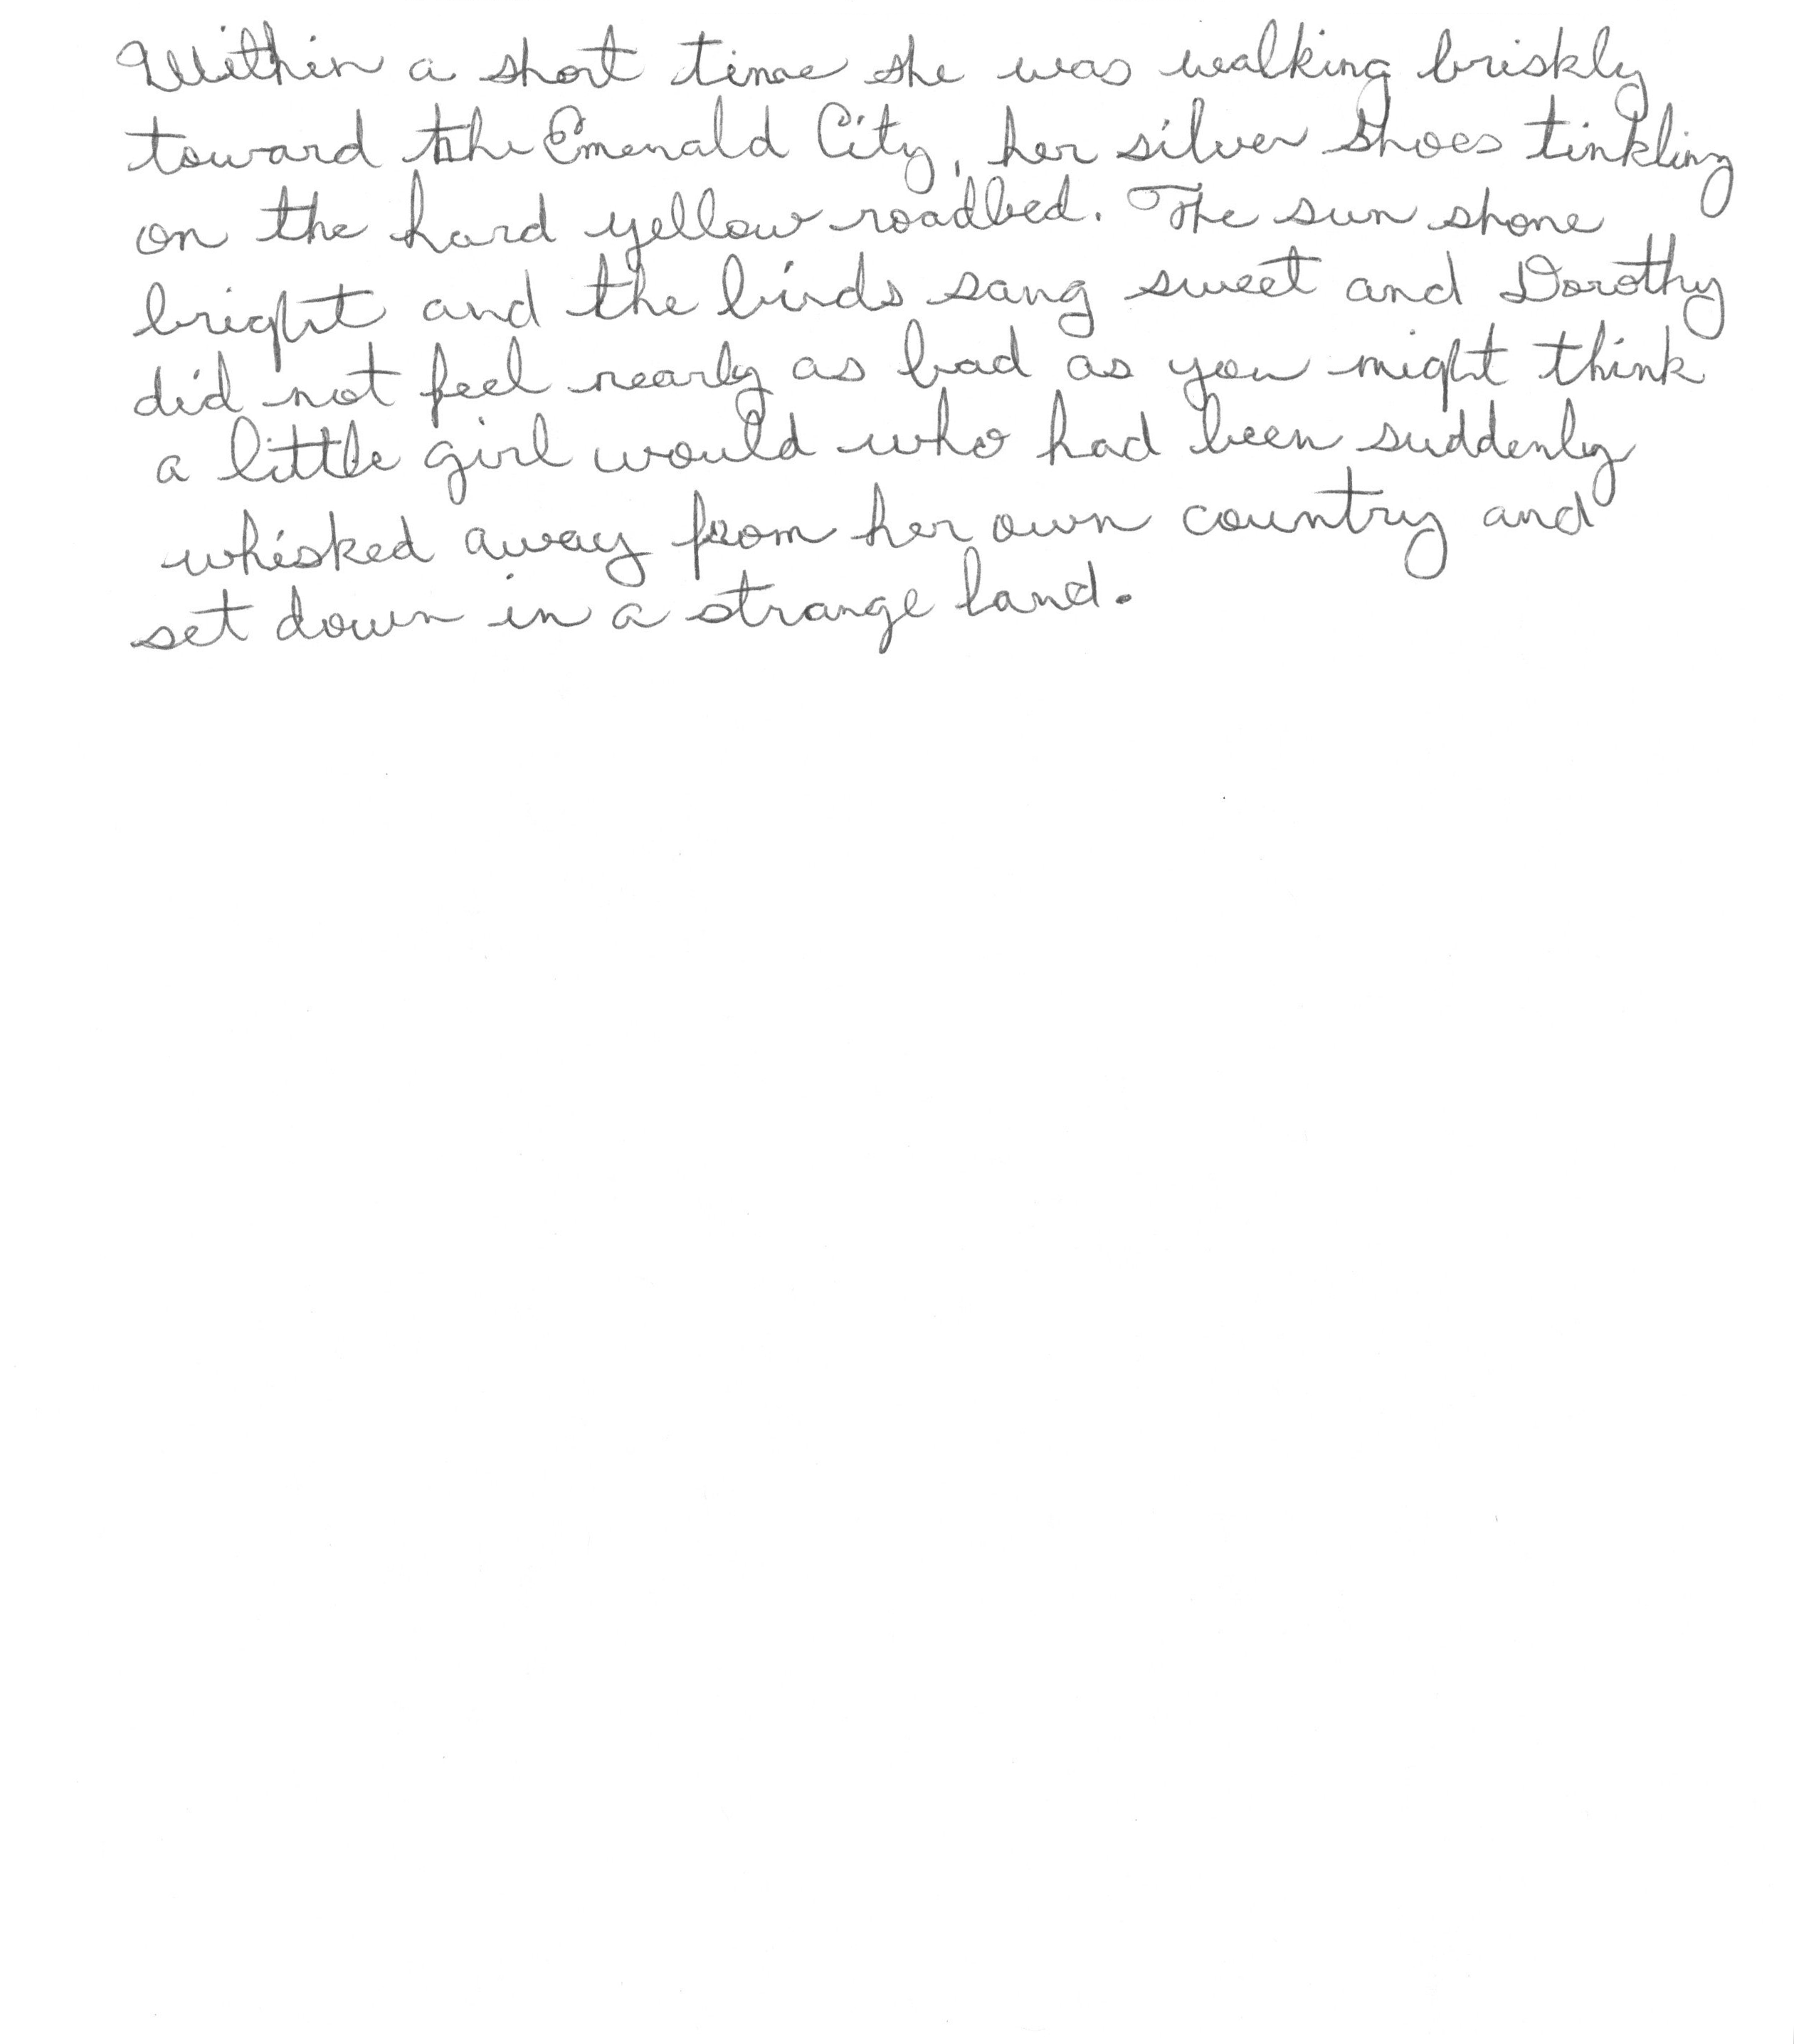 Within a short time she was walking briskly
toward the Emerald City, her silver shoes tinkling
on the hard yellow roadbed. The sun shone
bright and the birds sang sweet and Dorothy
did not feel nearly as bad as you might think
a little girl would who had been suddenly
whisked away from her own country and
set down in a strange land.